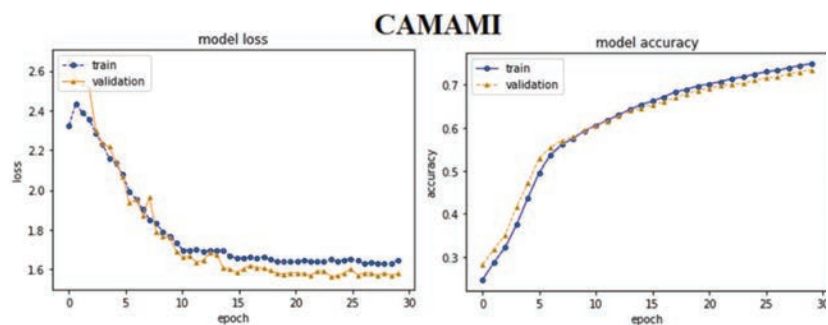 CAMAMI
model loss
train
validation
2.6
2.4
2.2
2.0
1.8
1.6
loss
0
5
10
15
20
25
30
epoch
model accuracy
train
validation
0.7
0.6
0.5
0.4
0.3
accuracy
0
5
10
15
20
25
30
epoch